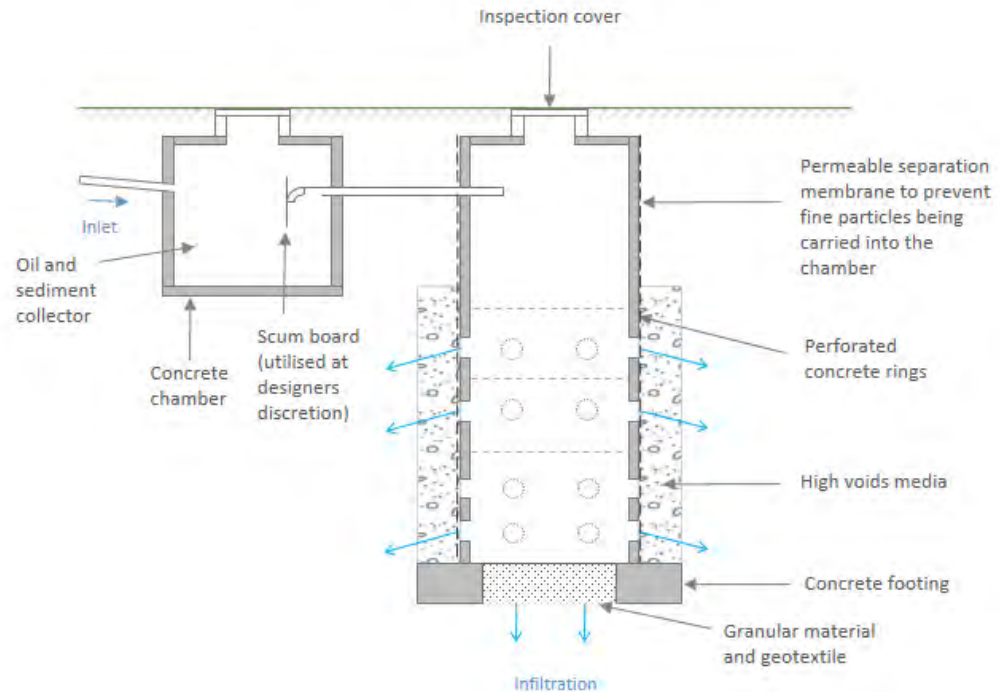 Inspection cover
Permeable separation
membrane to prevent
fine particles being
carried into the
chamber
Inlet
Oil and
sediment
collector
Scum board
(utilised at
designers
discretion)
Concrete
chamber
Perforated
concrete rings
High voids media
Concrete footing
Granular material
and geotextile
Infiltration